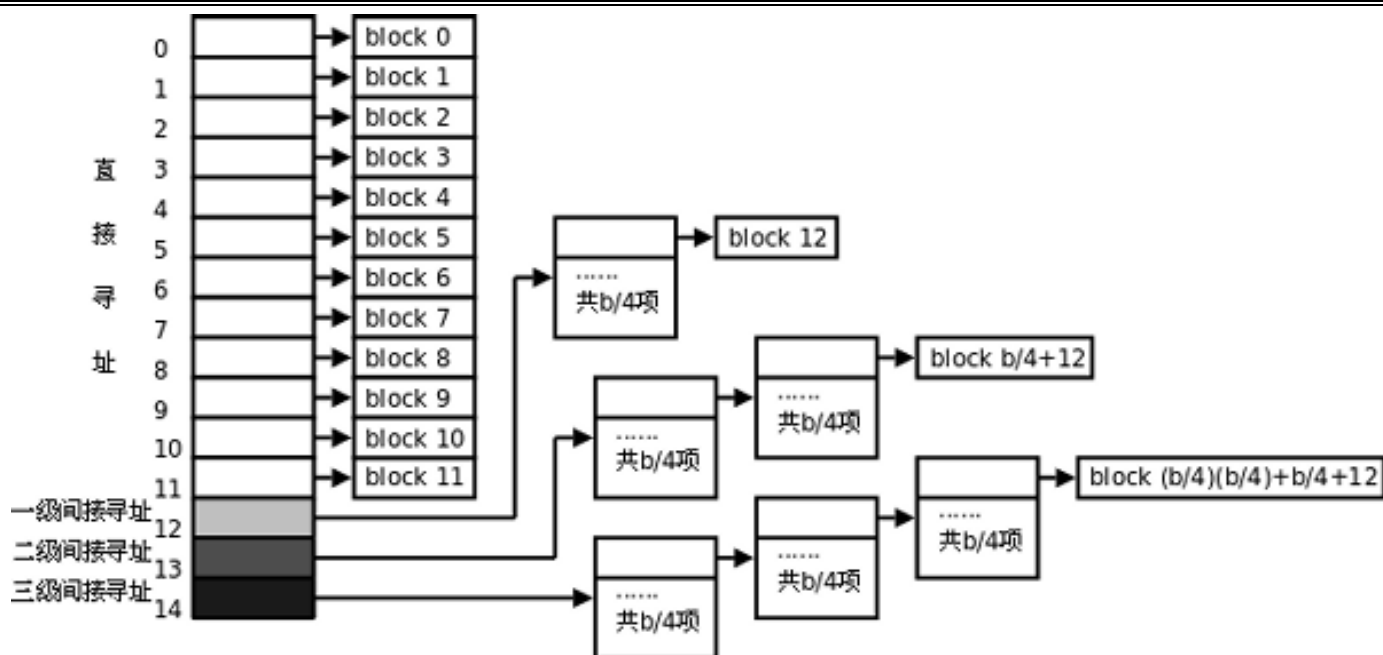 直接寻址
0
1
2
3
4
5
6
7
8
9
10
11
一级间接寻址 12
二级间接寻址 13
三级间接寻址 14
block 0
block 1
block 2
block 3
block 4
block 5
block 6
block 7
block 8
block 9
block 10
block 11
……
共b/4项
block 12
……
共b/4项
……
共b/4项
block b/4+12
……
共b/4项
……
共b/4项
……
共b/4项
block (b/4)(b/4)+b/4+12